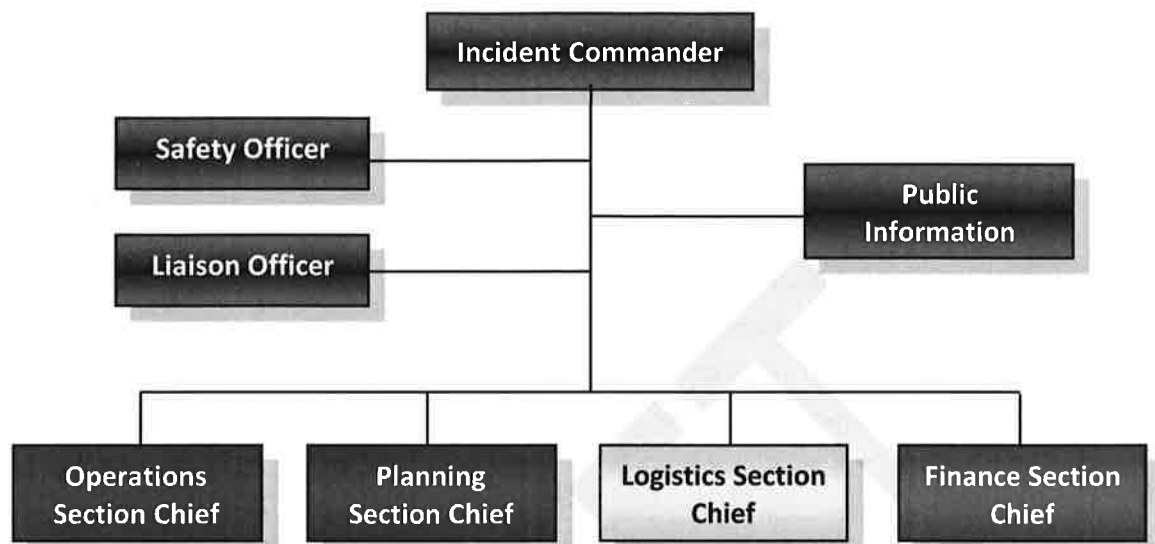 Incident Commander
Safety Officer
Public
Information
Liaison Officer
Operations
Section Chief
Planning
Section Chief
Logistics Section
Chief
Finance Section
Chief